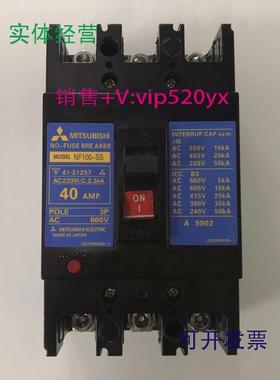 实体经营
销售+V:vip520yx
MITSUBISHI
NO-FUSE BREAKER
MODEL NF100-SS
41-21257
AC220V I.C.2.5kA
40 AMP.
POLE 3P
AC 660V
MITSUBISHI ELECTRIC
MADE IN JAPAN
ON
I
INTERRUP.CAP.sym.
JIS
AC 550V 15kA
AC 460V 25kA
AC 220V 50kA
IEC, BS
AC 660V 5kA
AC 600V 10kA
AC 415V 25kA
AC 380V 35kA
AC 240V 50kA
A 9902
可开发票